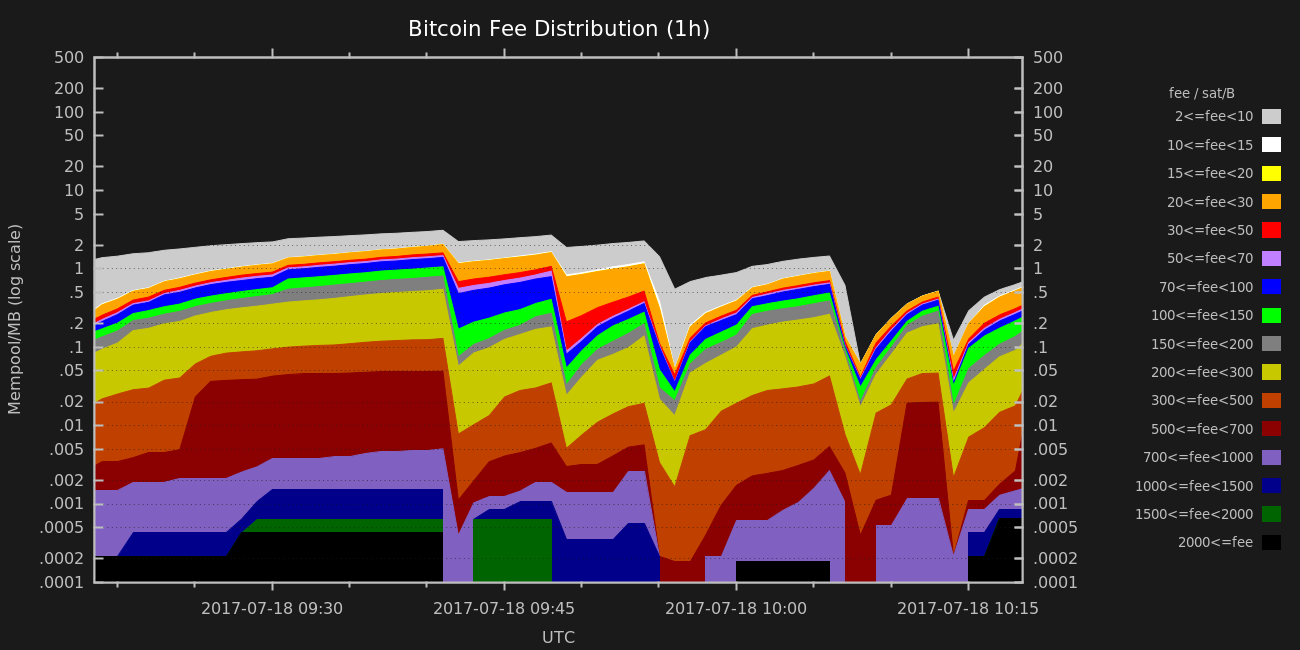 Bitcoin Fee Distribution (1h)
500 500
200 200
100 100
50 50
20 20
10 10
5 5
2 2
1 1
.5 .5
.2 .2
.1 .1
.05 .05
.02 .02
.01 .01
.005 .005
.002 .002
.001 .001
.0005 .0005
.0002 .0002
.0001 .0001
Mempool/MB (log scale)
2017-07-18 09:30 2017-07-18 09:45 2017-07-18 10:00 2017-07-18 10:15
UTC
fee / sat/B
2<=fee<10
10<=fee<15
15<=fee<20
20<=fee<30
30<=fee<50
50<=fee<70
70<=fee<100
100<=fee<150
150<=fee<200
200<=fee<300
300<=fee<500
500<=fee<700
700<=fee<1000
1000<=fee<1500
1500<=fee<2000
2000<=fee